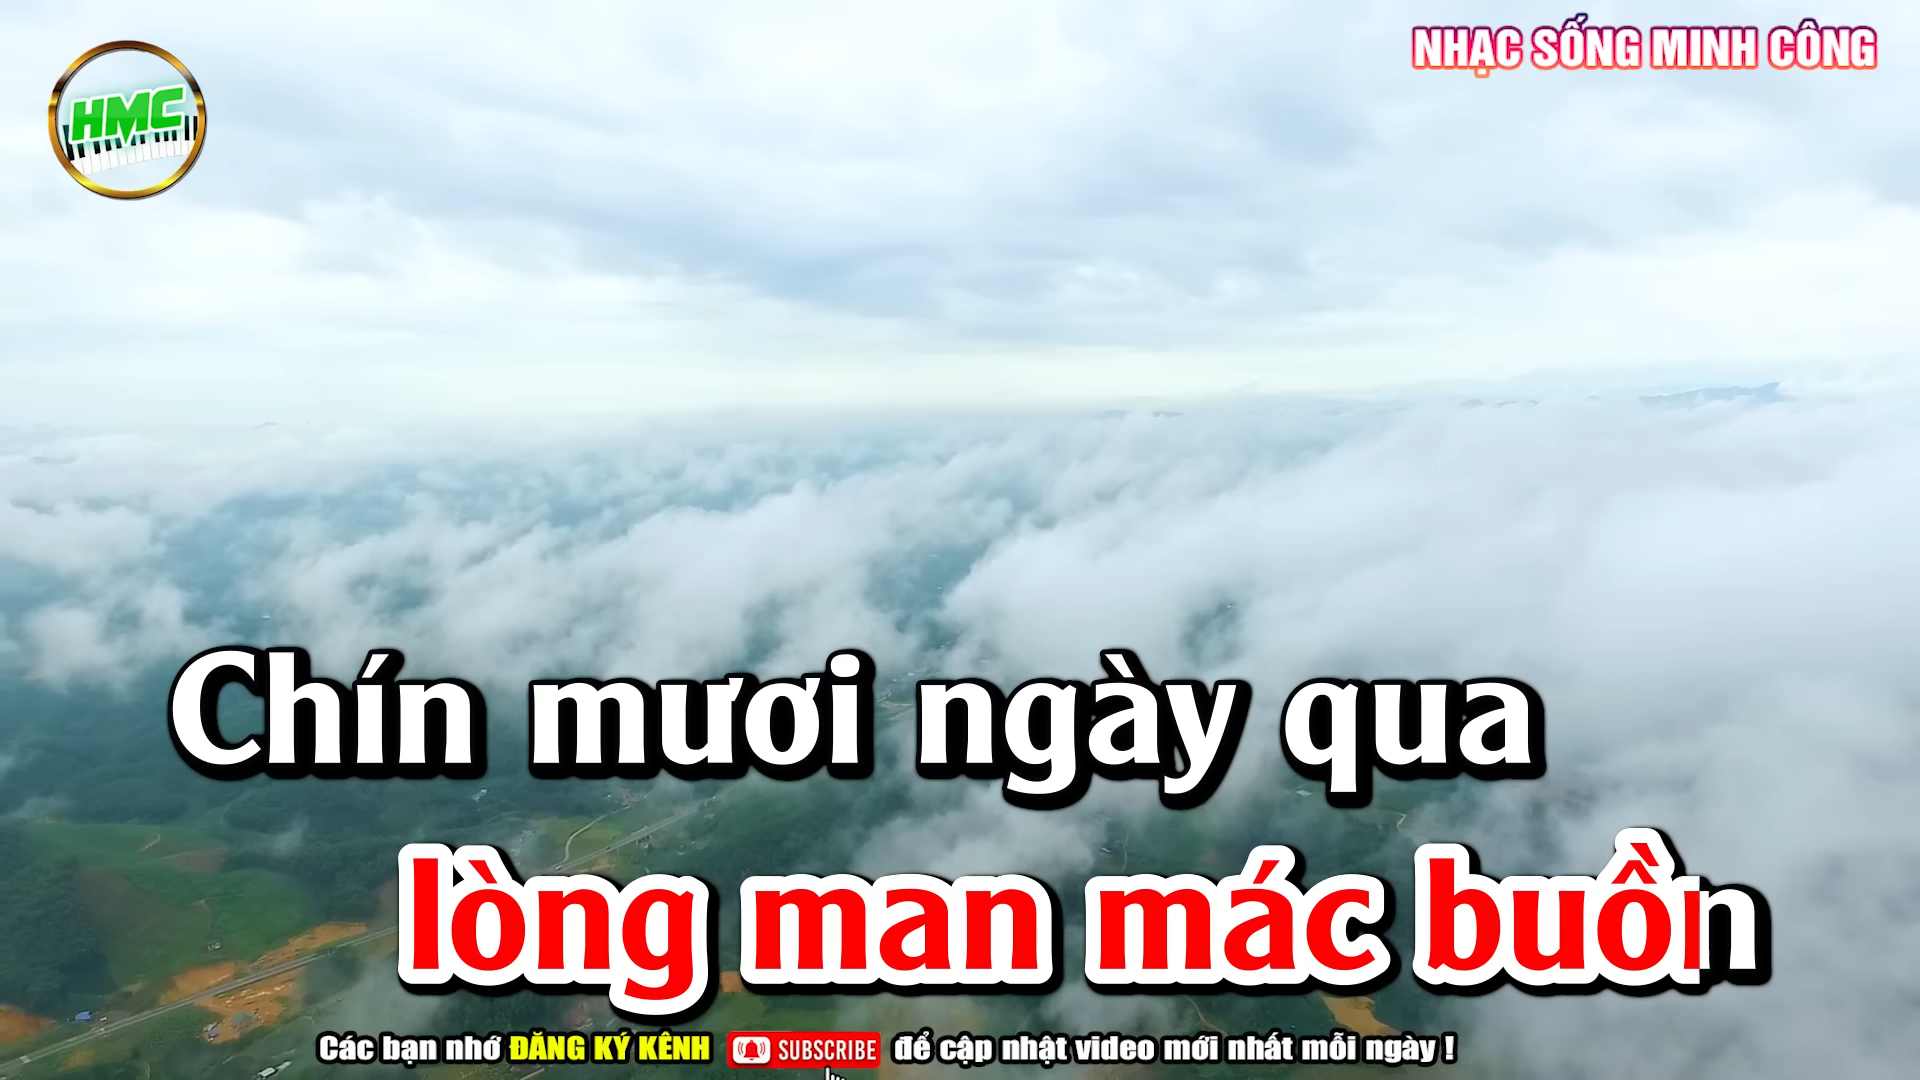 NHẠC SỐNG MINH CÔNG
HMC
Chín mươi ngày qua
lòng man mác buồn
Các bạn nhớ ĐĂNG KÝ KÊNH SUBSCRIBE để cập nhật video mới nhất mỗi ngày !